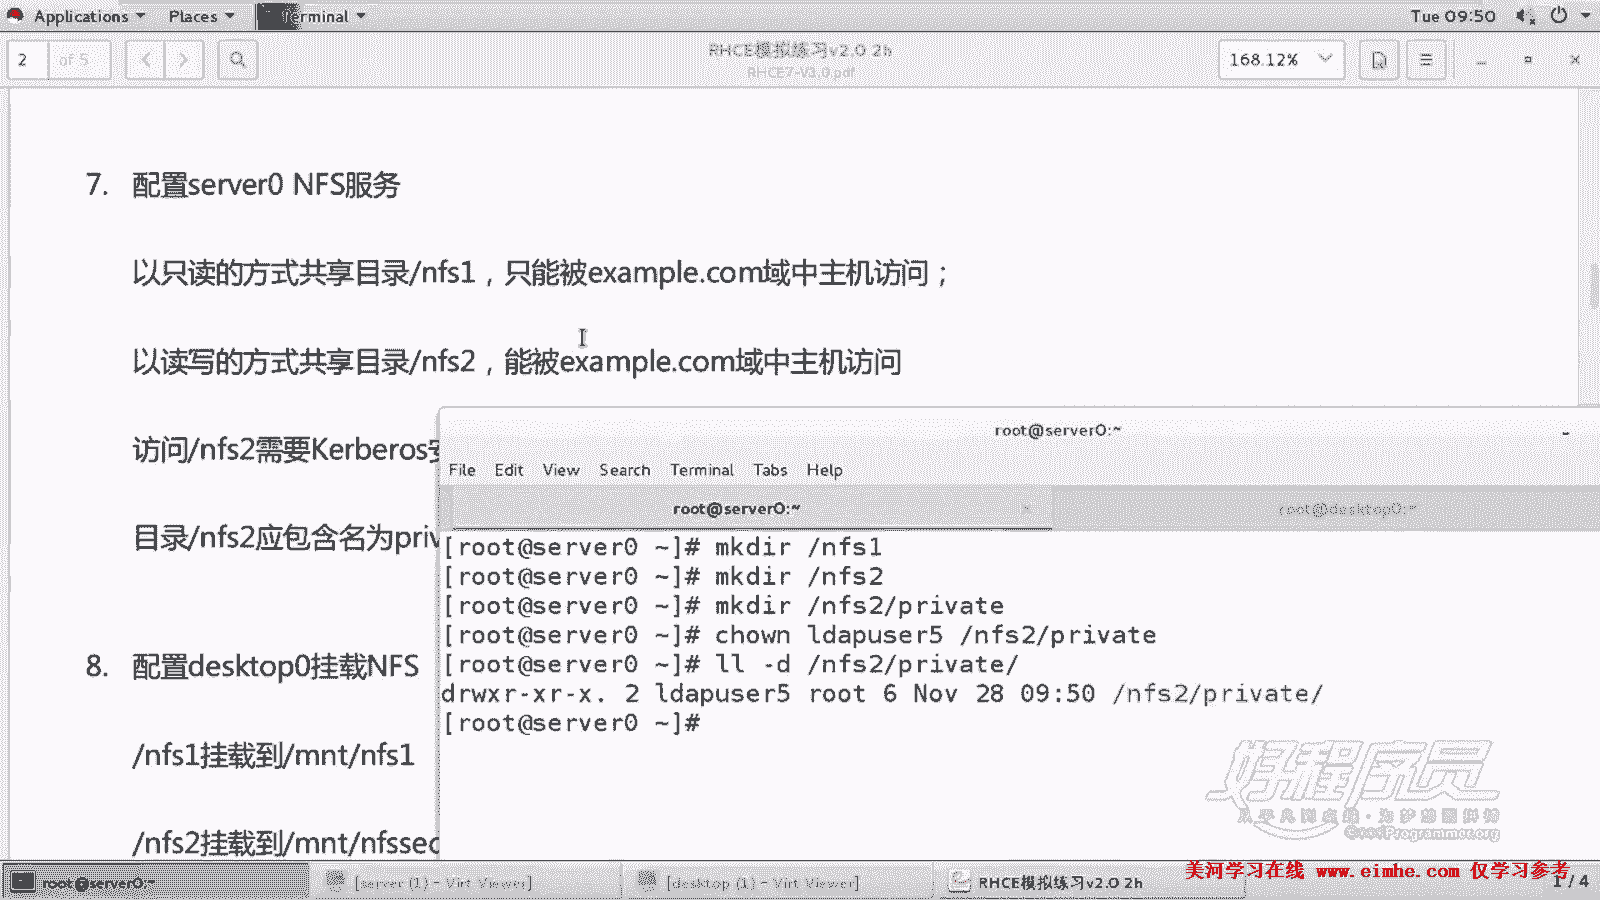 Applications Places Terminal Tue 09:50
2 of 5 RHCE模拟练习v2.0 2h 168.12%
RHCE7-V3.0.pdf
7. 配置server0 NFS服务
以只读的方式共享目录/nfs1，只能被example.com域中主机访问；
以读写的方式共享目录/nfs2，能被example.com域中主机访问
访问/nfs2需要Kerberos
目录/nfs2应包含名为priv
8. 配置desktop0挂载NFS
/nfs1挂载到/mnt/nfs1
/nfs2挂载到/mnt/nfssec
root@server0:~
File Edit View Search Terminal Tabs Help
root@server0:~ root@desktop0:~
[root@server0 ~]# mkdir /nfs1
[root@server0 ~]# mkdir /nfs2
[root@server0 ~]# mkdir /nfs2/private
[root@server0 ~]# chown ldapuser5 /nfs2/private
[root@server0 ~]# ll -d /nfs2/private/
drwxr-xr-x. 2 ldapuser5 root 6 Nov 28 09:50 /nfs2/private/
[root@server0 ~]#
好程序员
GoodProgrammer.org
美河学习在线 www.eimhe.com 仅学习参考
root@server0:~ [server (1) - Virt Viewer] [desktop (1) - Virt Viewer] RHCE模拟练习v2.0 2h 1 / 4